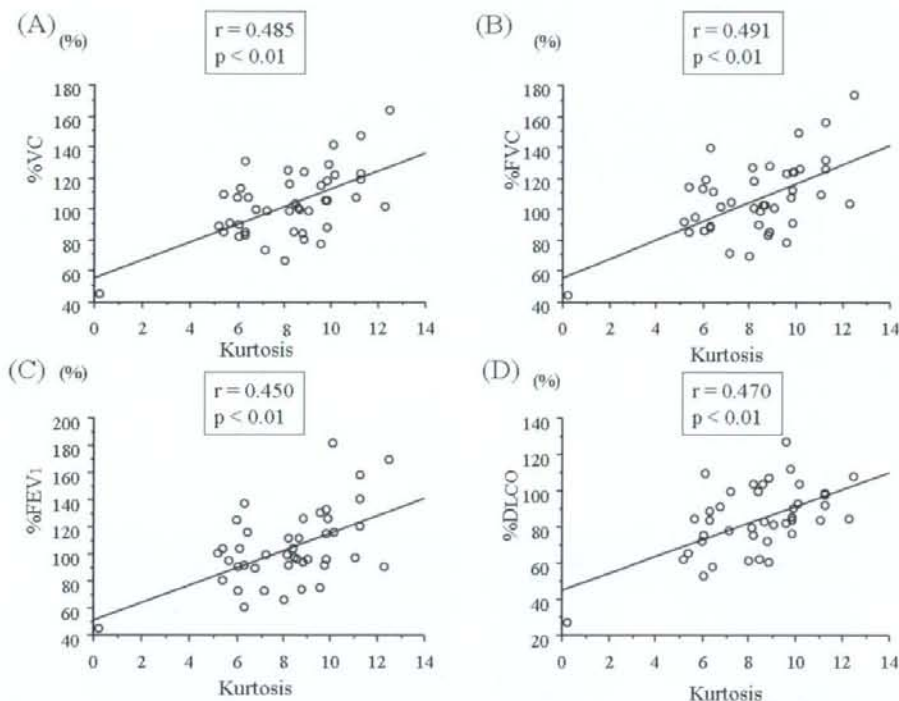 (A)
(%)
r = 0.485
p < 0.01
%VC
180
160
140
120
100
80
60
40
0 2 4 6 8 10 12 14
Kurtosis
(B)
(%)
r = 0.491
p < 0.01
%FVC
180
160
140
120
100
80
60
40
0 2 4 6 8 10 12 14
Kurtosis
(C)
(%)
r = 0.450
p < 0.01
%FEV₁
200
180
160
140
120
100
80
60
40
0 2 4 6 8 10 12 14
Kurtosis
(D)
(%)
r = 0.470
p < 0.01
%DLCO
140
120
100
80
60
40
20
0 2 4 6 8 10 12 14
Kurtosis